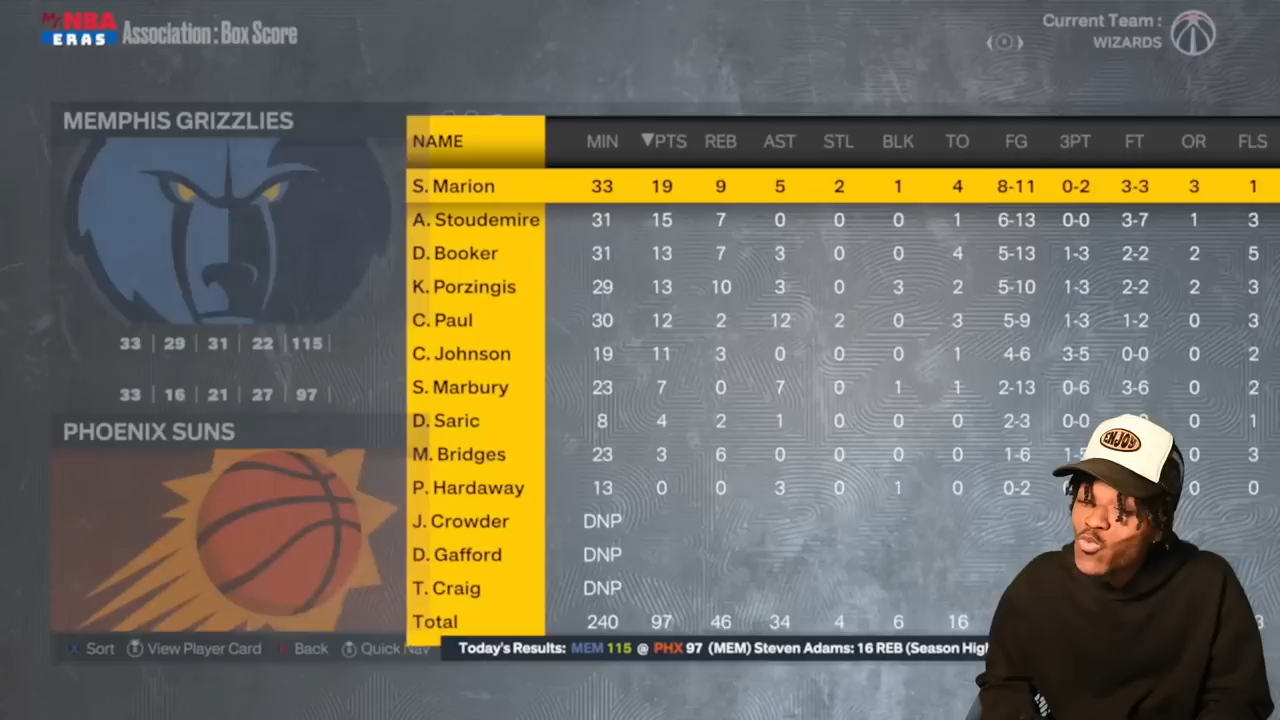 My NBA ERAS Association: Box Score
Current Team : WIZARDS
MEMPHIS GRIZZLIES
33 | 29 | 31 | 22 | 115 |
33 | 16 | 21 | 27 | 97 |
PHOENIX SUNS
NAME MIN ▼PTS REB AST STL BLK TO FG 3PT FT OR FLS
S. Marion 33 19 9 5 2 1 4 8-11 0-2 3-3 3 1
A. Stoudemire 31 15 7 0 0 0 1 6-13 0-0 3-7 1 3
D. Booker 31 13 7 3 0 0 4 5-13 1-3 2-2 2 5
K. Porzingis 29 13 10 3 0 3 2 5-10 1-3 2-2 2 3
C. Paul 30 12 2 12 2 0 3 5-9 1-3 1-2 0 3
C. Johnson 19 11 3 0 0 0 1 4-6 3-5 0-0 0 2
S. Marbury 23 7 0 7 0 1 1 2-13 0-6 3-6 0 2
D. Saric 8 4 2 1 0 0 0 2-3 0-0 0 1
M. Bridges 23 3 6 0 0 0 0 1-6 0 3
P. Hardaway 13 0 0 3 0 1 0 0-2 0 0
J. Crowder DNP
D. Gafford DNP
T. Craig DNP
Total 240 97 46 34 4 6 16
X Sort View Player Card Back Quick Nav
Today's Results: MEM 115 @ PHX 97 (MEM) Steven Adams: 16 REB (Season High
ENJOY